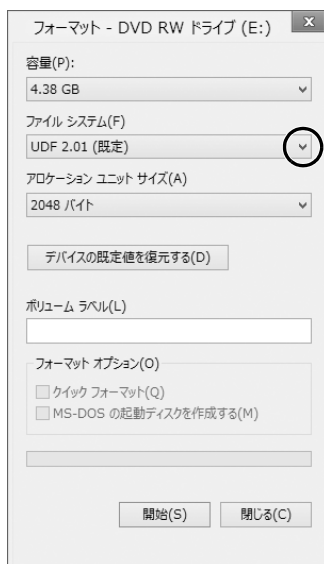 フォーマット - DVD RW ドライブ (E:)
容量(P):
4.38 GB
ファイル システム(F)
UDF 2.01 (既定)
アロケーション ユニット サイズ(A)
2048 バイト
デバイスの既定値を復元する(D)
ボリューム ラベル(L)
フォーマット オプション(O)
クイック フォーマット(Q)
MS-DOS の起動ディスクを作成する(M)
開始(S)
閉じる(C)